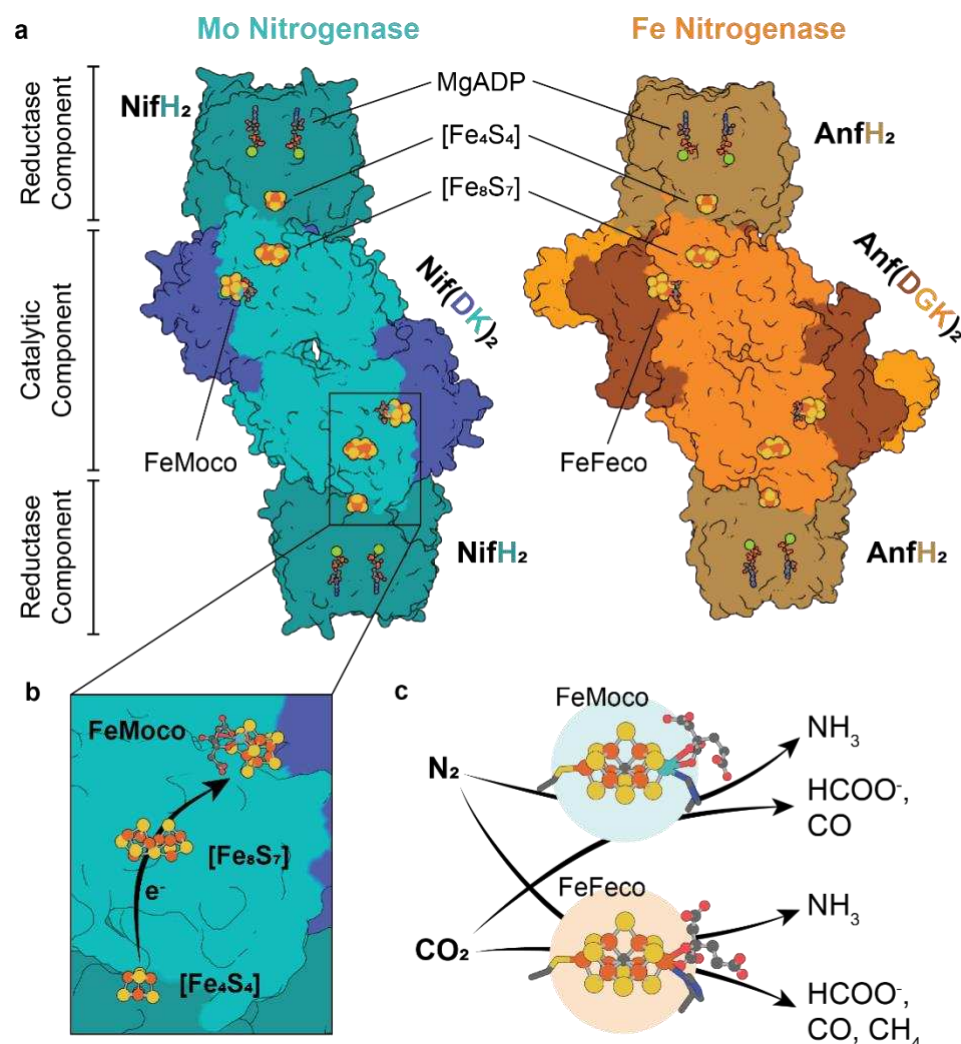 a
Mo Nitrogenase
Fe Nitrogenase
Reductase
Component
NifH₂
MgADP
[Fe₄S₄]
[Fe₈S₇]
AnfH₂
Catalytic
Component
Nif(DK)₂
Anf(DGK)₂
FeMoco
FeFeco
Reductase
Component
NifH₂
AnfH₂
b
FeMoco
[Fe₈S₇]
e⁻
[Fe₄S₄]
c
FeMoco
N₂
NH₃
HCOO⁻,
CO
FeFeco
CO₂
NH₃
HCOO⁻,
CO, CH₄